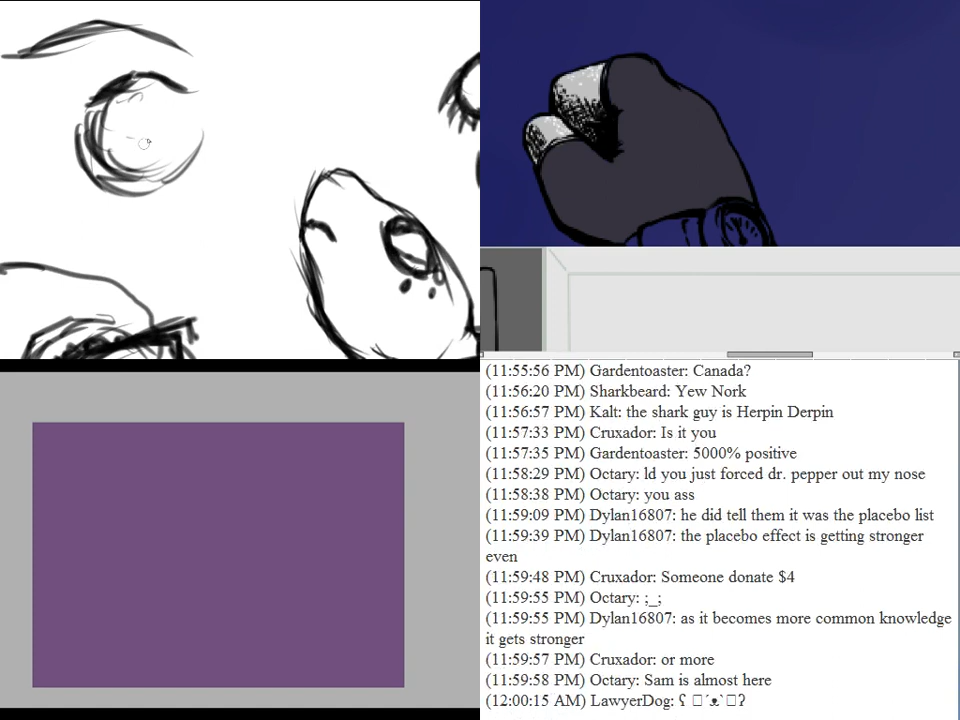 (11:55:56 PM) Gardentoaster: Canada?
(11:56:20 PM) Sharkbeard: Yew Nork
(11:56:57 PM) Kalt: the shark guy is Herpin Derpin
(11:57:33 PM) Cruxador: Is it you
(11:57:35 PM) Gardentoaster: 5000% positive
(11:58:29 PM) Octary: ld you just forced dr. pepper out my nose
(11:58:38 PM) Octary: you ass
(11:59:09 PM) Dylan16807: he did tell them it was the placebo list
(11:59:39 PM) Dylan16807: the placebo effect is getting stronger
even
(11:59:48 PM) Cruxador: Someone donate $4
(11:59:55 PM) Octary: ;_;
(11:59:55 PM) Dylan16807: as it becomes more common knowledge
it gets stronger
(11:59:57 PM) Cruxador: or more
(11:59:58 PM) Octary: Sam is almost here
(12:00:15 AM) LawyerDog: ʕ ´ᴥ`ʔ